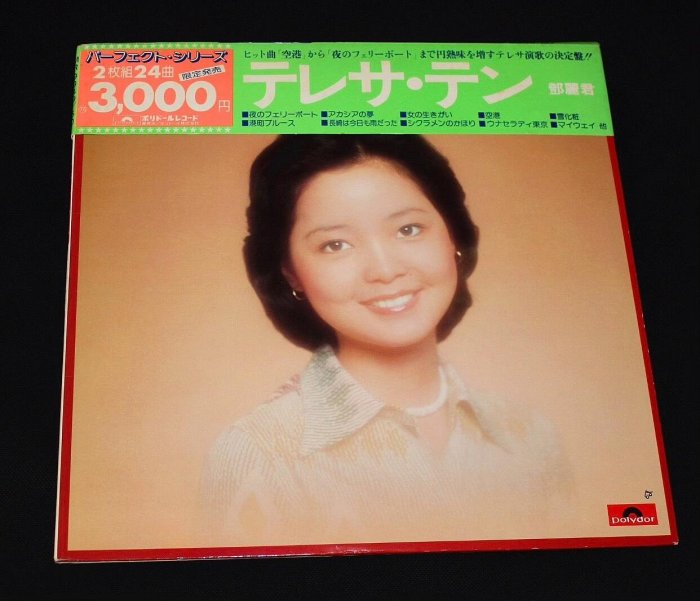 パーフェクト・シリーズ
2枚組24曲
限定発売
3,000円
ポリドールレコード
ヒット曲「空港」から「夜のフェリーボート」まで円熟味を増すテレサ演歌の決定盤!!
テレサ・テン
鄧麗君
■夜のフェリーボート ■アカシアの夢 ■女の生きがい ■空港 ■雪化粧
■港町ブルース ■長崎は今日も雨だった ■シクラメンのかほり ■ウナセラディ東京 ■マイウェイ 他
Polydor